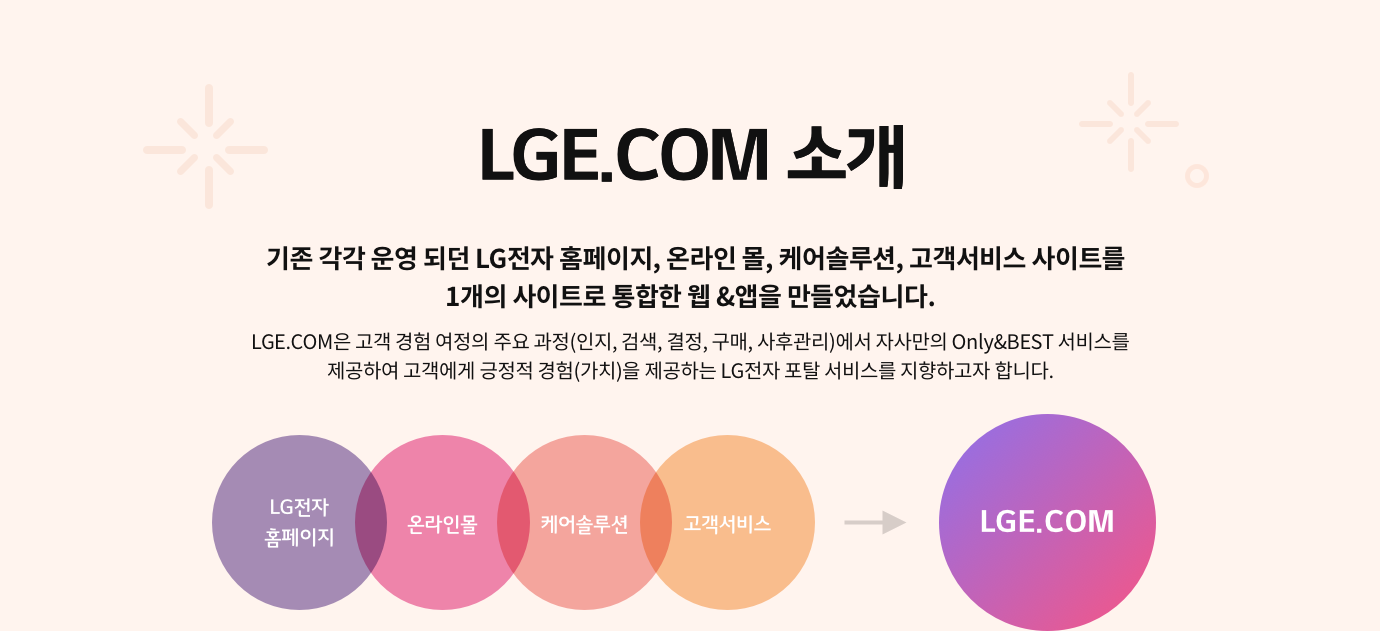 LGE.COM 소개
기존 각각 운영 되던 LG전자 홈페이지, 온라인 몰, 케어솔루션, 고객서비스 사이트를
1개의 사이트로 통합한 웹 &앱을 만들었습니다.
LGE.COM은 고객 경험 여정의 주요 과정(인지, 검색, 결정, 구매, 사후관리)에서 자사만의 Only&BEST 서비스를
제공하여 고객에게 긍정적 경험(가치)을 제공하는 LG전자 포탈 서비스를 지향하고자 합니다.
LG전자
홈페이지
온라인몰
케어솔루션
고객서비스
LGE.COM